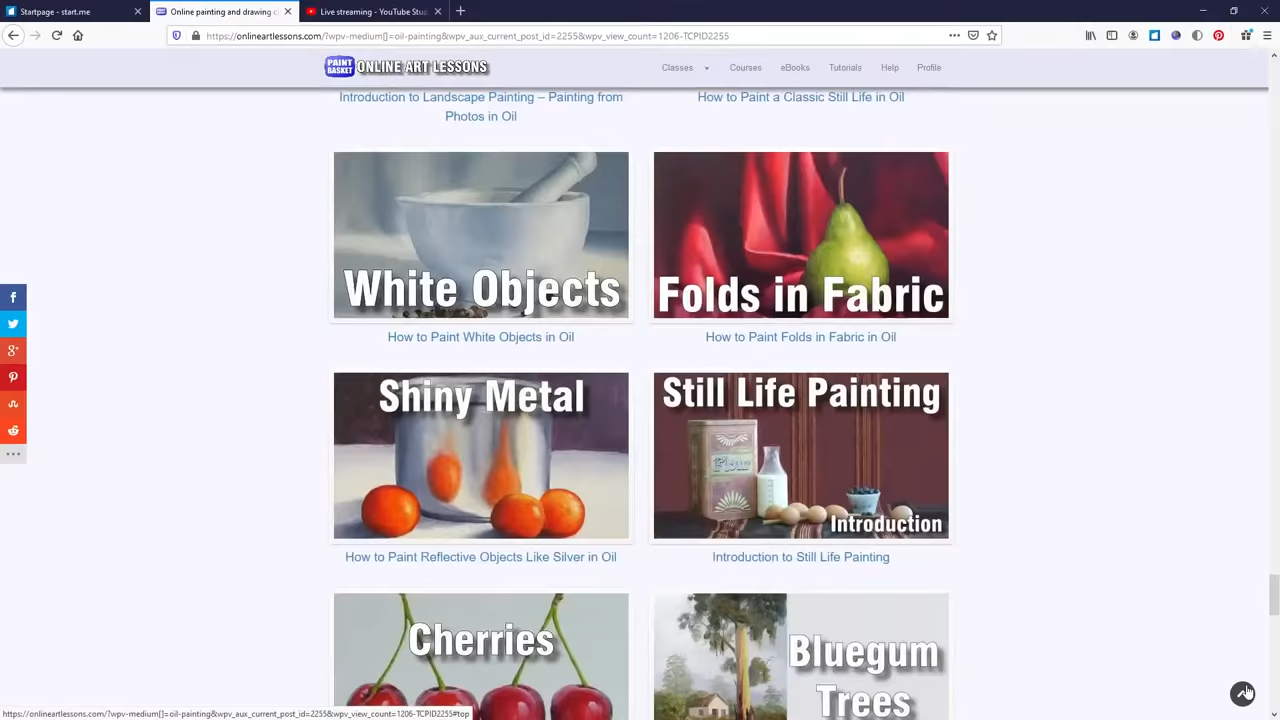 Startpage - start.me
Online painting and drawing c
Live streaming - YouTube Stud
https://onlineartlessons.com/?wpv-medium[]=oil-painting&wpv_aux_current_post_id=2255&wpv_view_count=1206-TCPID2255
PAINT BASKET ONLINE ART LESSONS
Classes Courses eBooks Tutorials Help Profile
Introduction to Landscape Painting – Painting from
Photos in Oil
How to Paint a Classic Still Life in Oil
White Objects
Folds in Fabric
How to Paint White Objects in Oil
How to Paint Folds in Fabric in Oil
Shiny Metal
Still Life Painting
Introduction
How to Paint Reflective Objects Like Silver in Oil
Introduction to Still Life Painting
Cherries
Bluegum
Trees
https://onlineartlessons.com/?wpv-medium[]=oil-painting&wpv_aux_current_post_id=2255&wpv_view_count=1206-TCPID2255#top